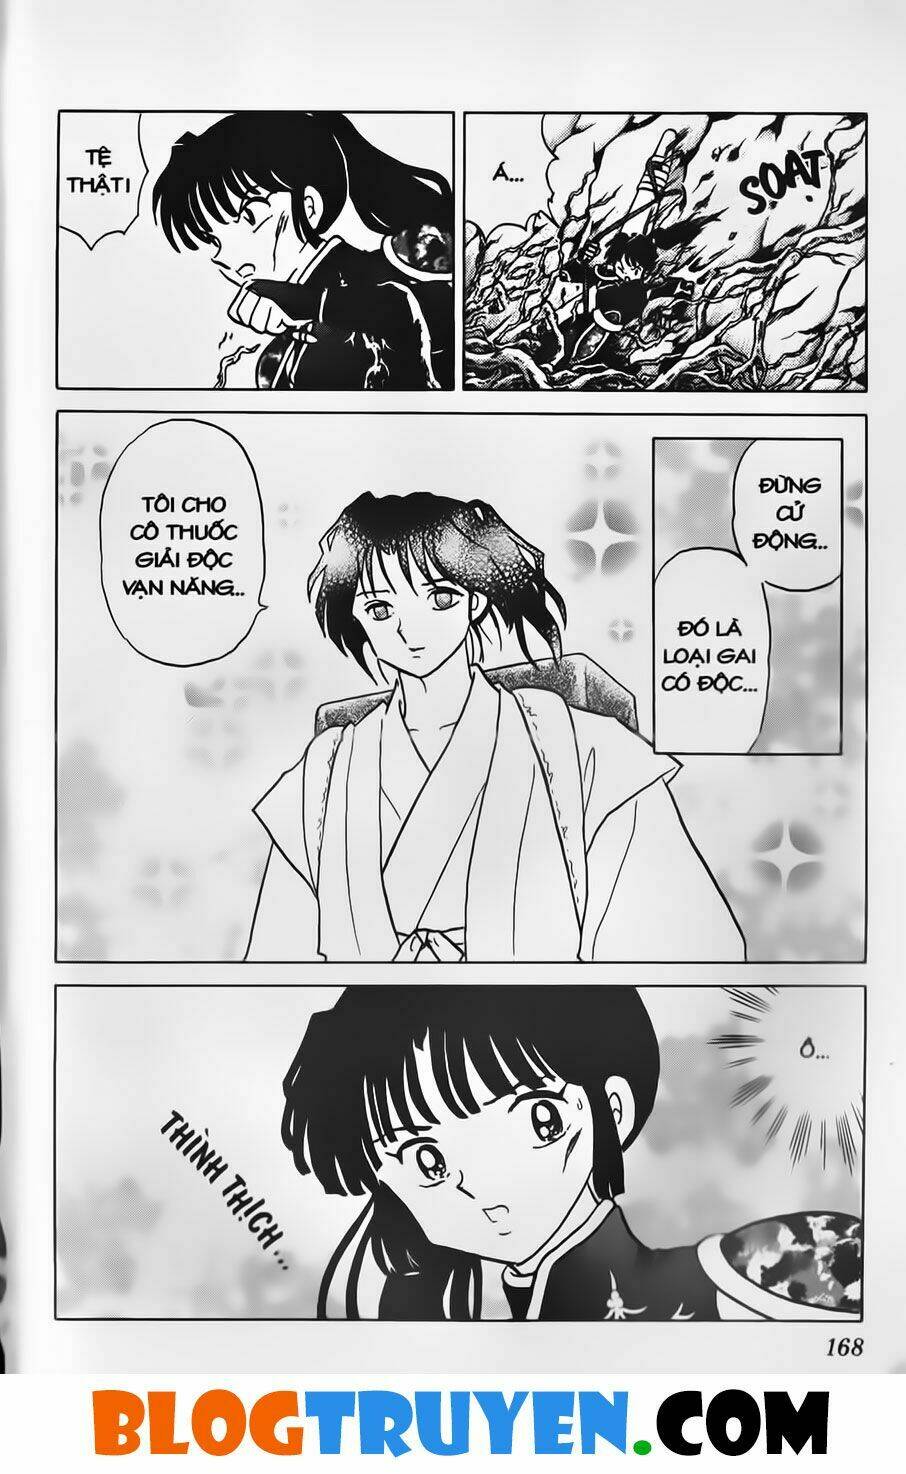 Á...
SOẠT
TỆ
THẬT!
ĐỪNG
CỬ
ĐỘNG...
ĐÓ LÀ
LOẠI GAI
CÓ ĐỘC...
TÔI CHO
CÔ THUỐC
GIẢI ĐỘC
VẠN NĂNG...
Ô...
THÌNH THỊCH...
168
BLOGTRUYEN.COM